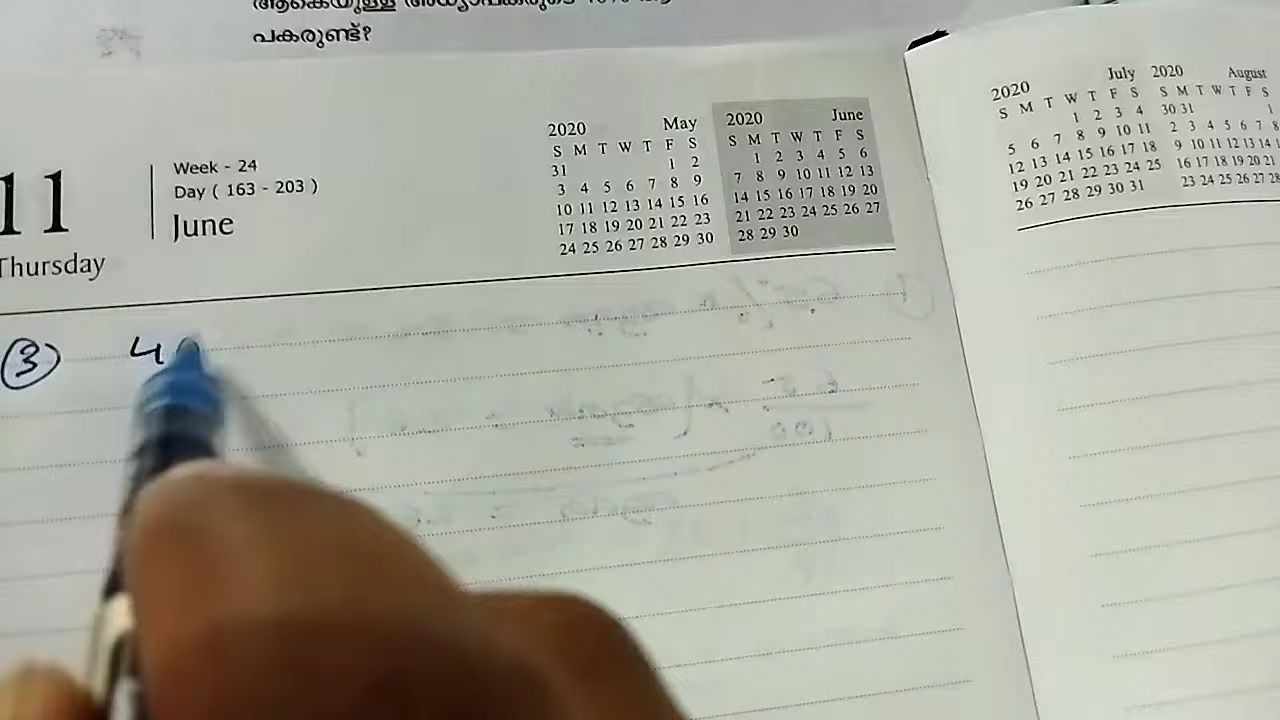 പകരുണ്ട്?
11
Thursday
Week - 24
Day ( 163 - 203 )
June
2020 May
S M T W T F S
31 1 2
3 4 5 6 7 8 9
10 11 12 13 14 15 16
17 18 19 20 21 22 23
24 25 26 27 28 29 30
2020 June
S M T W T F S
1 2 3 4 5 6
7 8 9 10 11 12 13
14 15 16 17 18 19 20
21 22 23 24 25 26 27
28 29 30
2020 July
S M T W T F S
1 2 3 4
5 6 7 8 9 10 11
12 13 14 15 16 17 18
19 20 21 22 23 24 25
26 27 28 29 30 31
2020 August
S M T W T F S
30 31 1
2 3 4 5 6 7 8
9 10 11 12 13 14 1
16 17 18 19 20 21
23 24 25 26 27 28
3 4